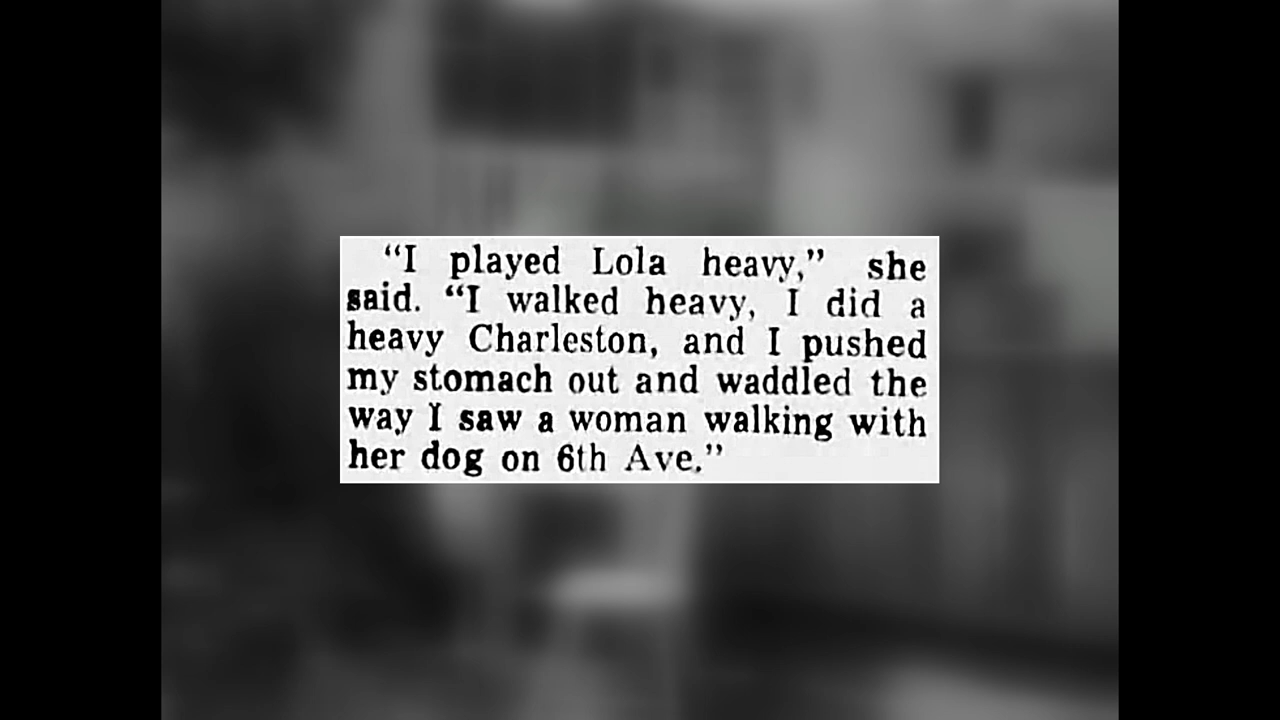 “I played Lola heavy,” she
said. “I walked heavy, I did a
heavy Charleston, and I pushed
my stomach out and waddled the
way I saw a woman walking with
her dog on 6th Ave.”